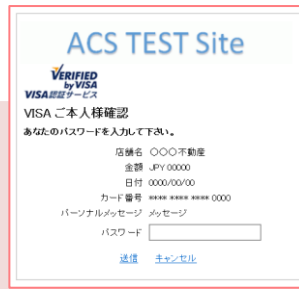 ACS TEST Site
VERIFIED
by VISA
VISA認証サービス
VISA ご本人様確認
あなたのパスワードを入力して下さい。
店舗名 〇〇〇不動産
金額 JPY 00000
日付 0000/00/00
カード番号 **** **** **** 0000
パーソナルメッセージ メッセージ
パスワード
送信 キャンセル